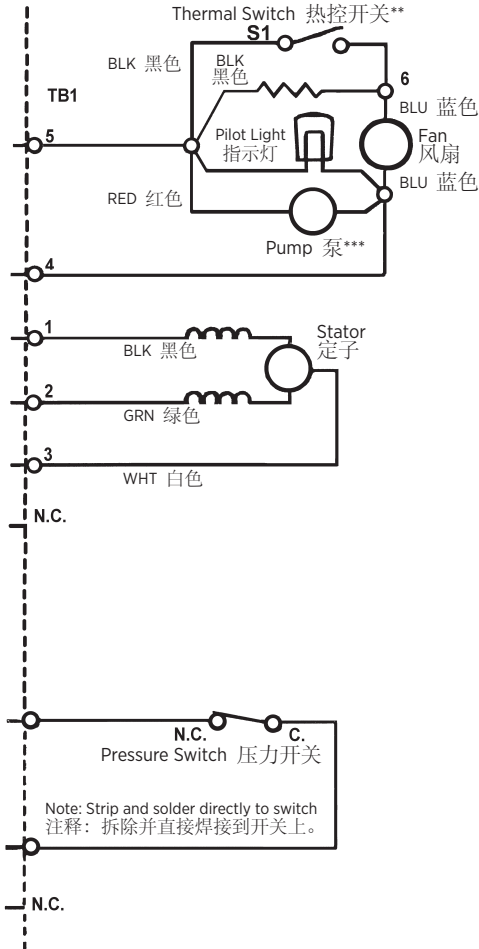 Thermal Switch 热控开关**
S1
BLK 黑色
BLK
黑色
6
TB1
BLU 蓝色
5
Pilot Light
指示灯
Fan
风扇
BLU 蓝色
RED 红色
Pump 泵***
4
1
Stator
定子
BLK 黑色
2
GRN 绿色
3
WHT 白色
N.C.
N.C.
C.
Pressure Switch 压力开关
Note: Strip and solder directly to switch
注释：拆除并直接焊接到开关上。
N.C.